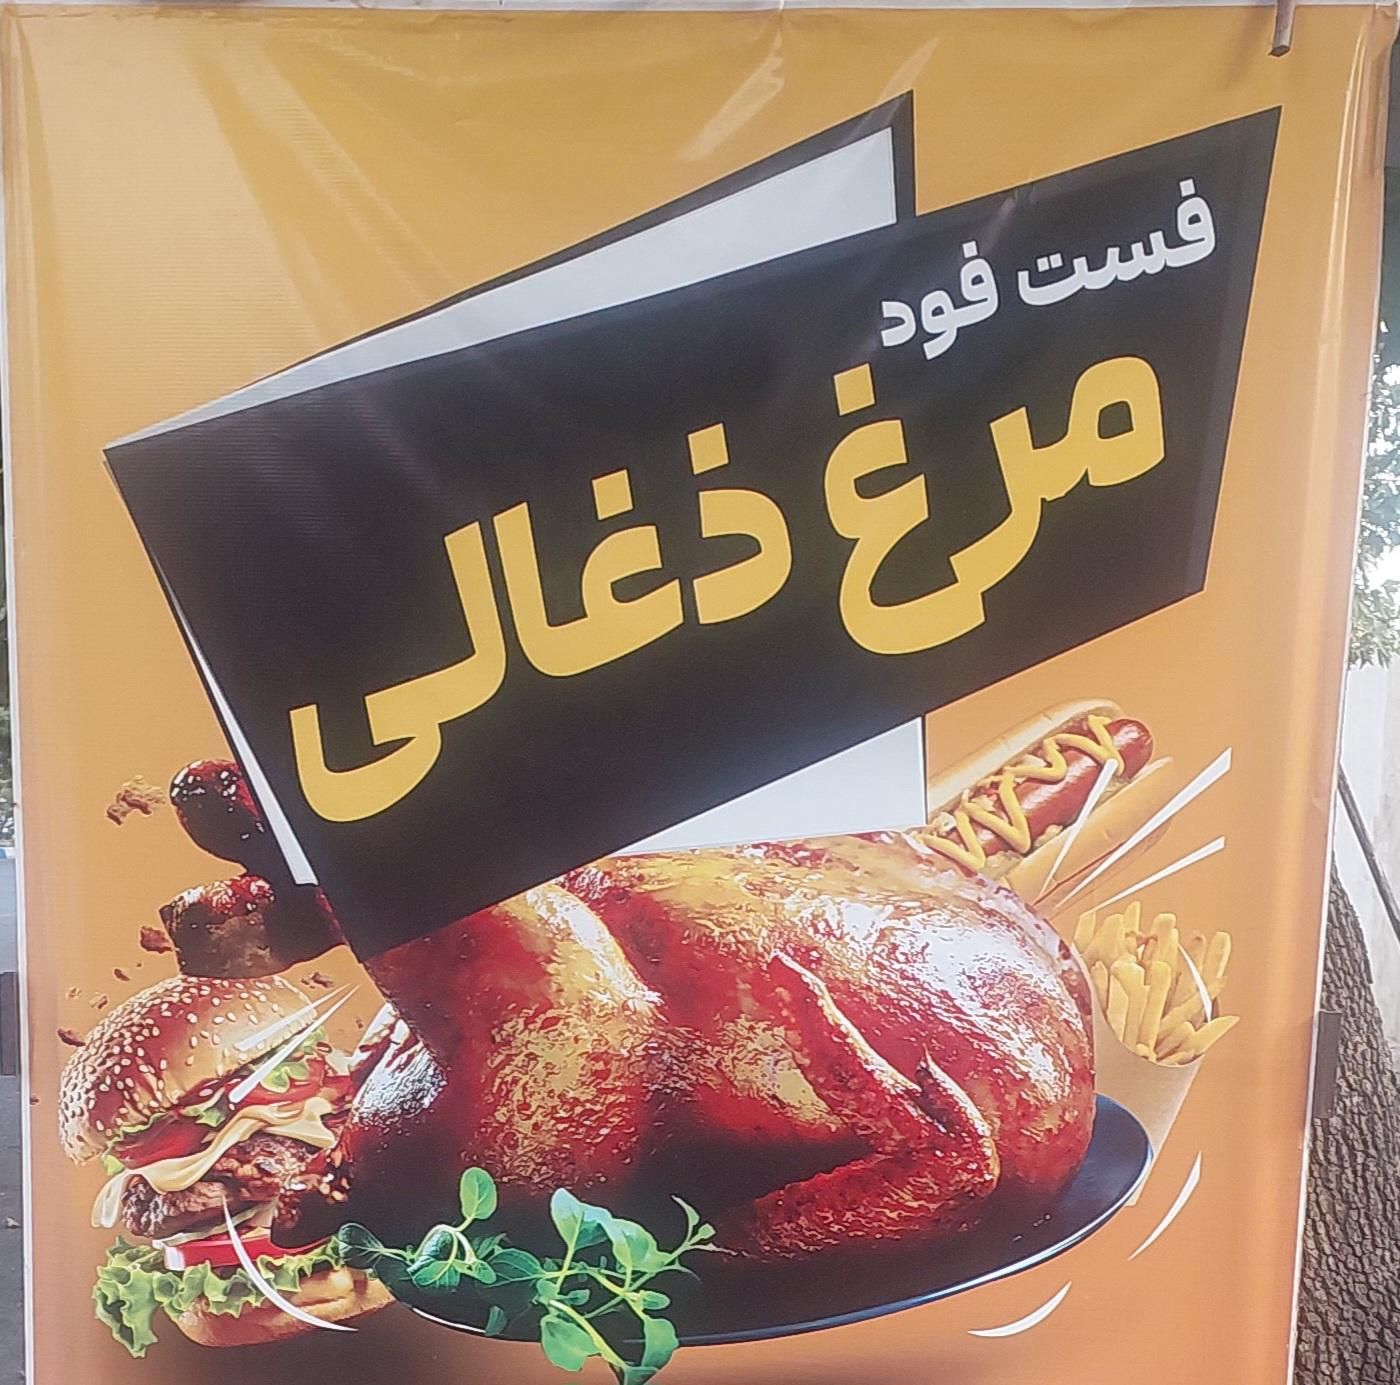 فست فود
مرغ ذغالی